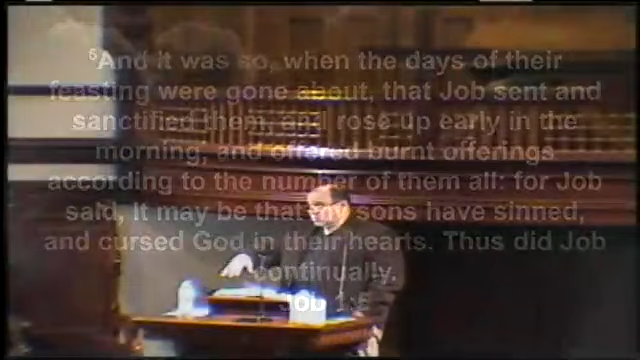 ⁵And it was so, when the days of their
feasting were gone about, that Job sent and
sanctified them, and rose up early in the
morning, and offered burnt offerings
according to the number of them all: for Job
said, It may be that my sons have sinned,
and cursed God in their hearts. Thus did Job
continually.
Job 1:5